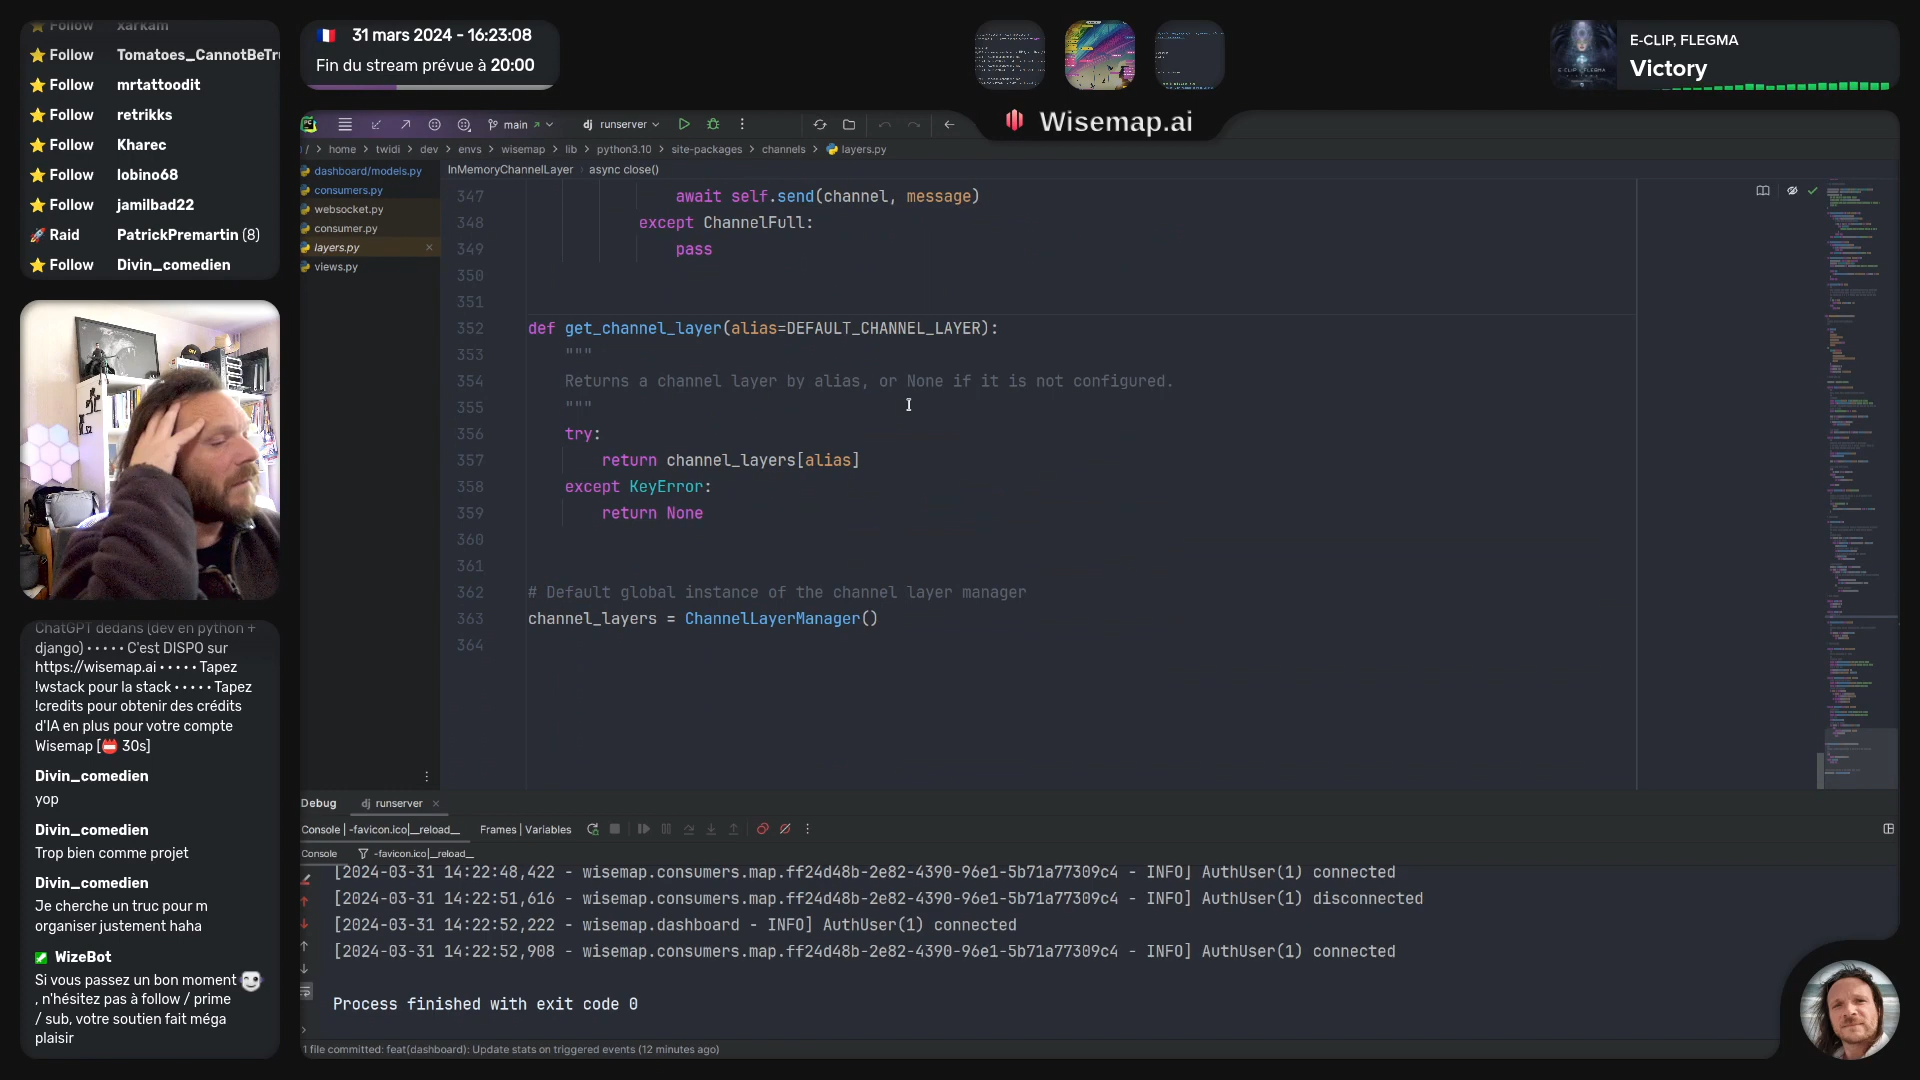 Follow xarkam
Follow Tomatoes_CannotBeTr
Follow mrtattoodit
Follow retrikks
Follow Kharec
Follow lobino68
Follow jamilbad22
Raid PatrickPremartin (8)
Follow Divin_comedien
31 mars 2024 - 16:23:08
Fin du stream prévue à 20:00
E-CLIP, FLEGMA
Victory
Wisemap.ai
main
dj runserver
/ > home > twidi > dev > envs > wisemap > lib > python3.10 > site-packages > channels > layers.py
dashboard/models.py
consumers.py
websocket.py
consumer.py
layers.py
views.py
InMemoryChannelLayer > async close()
347 await self.send(channel, message)
348 except ChannelFull:
349 pass
350
351
352 def get_channel_layer(alias=DEFAULT_CHANNEL_LAYER):
353 """
354 Returns a channel layer by alias, or None if it is not configured.
355 """
356 try:
357 return channel_layers[alias]
358 except KeyError:
359 return None
360
361
362 # Default global instance of the channel layer manager
363 channel_layers = ChannelLayerManager()
364
Debug dj runserver
Console | -favicon.ico|__reload__ Frames | Variables
Console -favicon.ico|__reload__
[2024-03-31 14:22:48,422 - wisemap.consumers.map.ff24d48b-2e82-4390-96e1-5b71a77309c4 - INFO] AuthUser(1) connected
[2024-03-31 14:22:51,616 - wisemap.consumers.map.ff24d48b-2e82-4390-96e1-5b71a77309c4 - INFO] AuthUser(1) disconnected
[2024-03-31 14:22:52,222 - wisemap.dashboard - INFO] AuthUser(1) connected
[2024-03-31 14:22:52,908 - wisemap.consumers.map.ff24d48b-2e82-4390-96e1-5b71a77309c4 - INFO] AuthUser(1) connected
Process finished with exit code 0
1 file committed: feat(dashboard): Update stats on triggered events (12 minutes ago)
ChatGPT dedans (dev en python +
django) • • • • • C'est DISPO sur
https://wisemap.ai • • • • • Tapez
!wstack pour la stack • • • • • Tapez
!credits pour obtenir des crédits
d'IA en plus pour votre compte
Wisemap [📛 30s]
Divin_comedien
yop
Divin_comedien
Trop bien comme projet
Divin_comedien
Je cherche un truc pour m
organiser justement haha
WizeBot
Si vous passez un bon moment
, n'hésitez pas à follow / prime
/ sub, votre soutien fait méga
plaisir